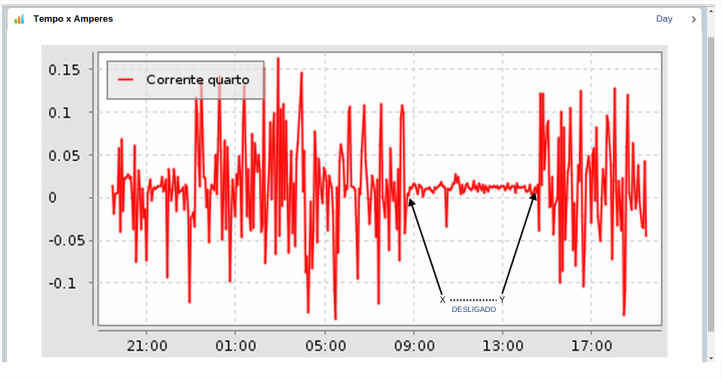 Tempo x Amperes
Day
Corrente quarto
0.15
0.1
0.05
0
-0.05
-0.1
X
Y
DESLIGADO
21:00 01:00 05:00 09:00 13:00 17:00